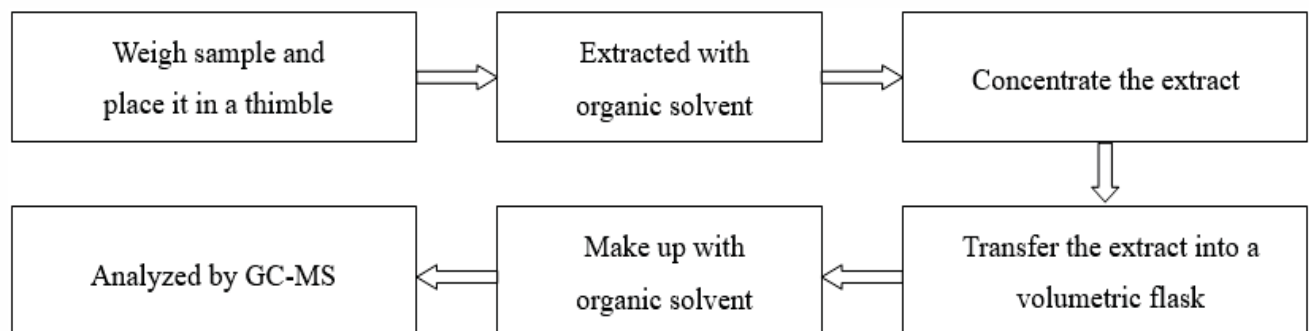 Weigh sample and
place it in a thimble
Extracted with
organic solvent
Concentrate the extract
Transfer the extract into a
volumetric flask
Make up with
organic solvent
Analyzed by GC-MS